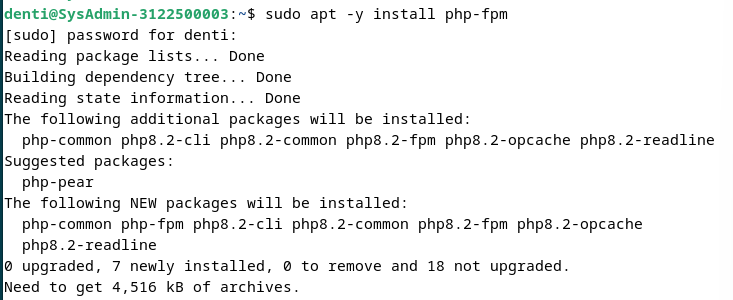 denti@SysAdmin-3122500003:~$ sudo apt -y install php-fpm
[sudo] password for denti:
Reading package lists... Done
Building dependency tree... Done
Reading state information... Done
The following additional packages will be installed:
  php-common php8.2-cli php8.2-common php8.2-fpm php8.2-opcache php8.2-readline
Suggested packages:
  php-pear
The following NEW packages will be installed:
  php-common php-fpm php8.2-cli php8.2-common php8.2-fpm php8.2-opcache
  php8.2-readline
0 upgraded, 7 newly installed, 0 to remove and 18 not upgraded.
Need to get 4,516 kB of archives.